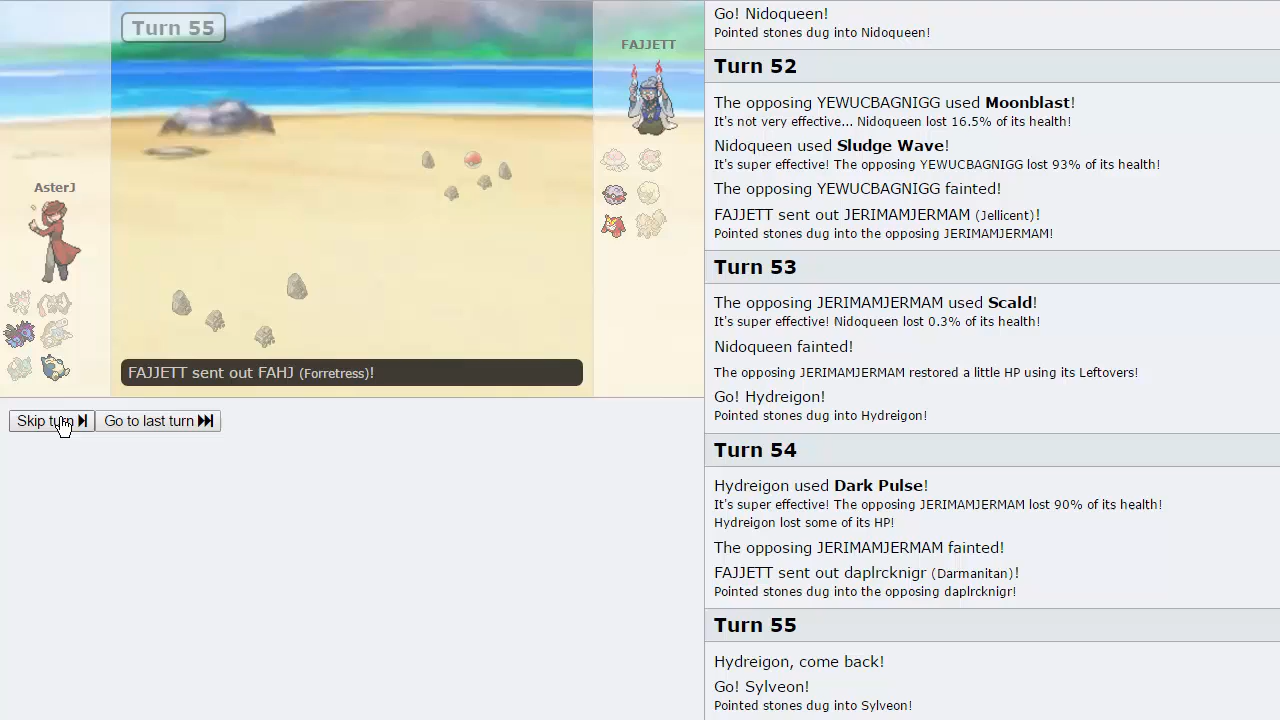 Turn 55
FAJJETT
AsterJ
FAJJETT sent out FAHJ (Forretress)!
Skip turn
Go to last turn
Go! Nidoqueen!
Pointed stones dug into Nidoqueen!
Turn 52
The opposing YEWUCBAGNIGG used Moonblast!
It's not very effective... Nidoqueen lost 16.5% of its health!
Nidoqueen used Sludge Wave!
It's super effective! The opposing YEWUCBAGNIGG lost 93% of its health!
The opposing YEWUCBAGNIGG fainted!
FAJJETT sent out JERIMAMJERMAM (Jellicent)!
Pointed stones dug into the opposing JERIMAMJERMAM!
Turn 53
The opposing JERIMAMJERMAM used Scald!
It's super effective! Nidoqueen lost 0.3% of its health!
Nidoqueen fainted!
The opposing JERIMAMJERMAM restored a little HP using its Leftovers!
Go! Hydreigon!
Pointed stones dug into Hydreigon!
Turn 54
Hydreigon used Dark Pulse!
It's super effective! The opposing JERIMAMJERMAM lost 90% of its health!
Hydreigon lost some of its HP!
The opposing JERIMAMJERMAM fainted!
FAJJETT sent out daplrcknigr (Darmanitan)!
Pointed stones dug into the opposing daplrcknigr!
Turn 55
Hydreigon, come back!
Go! Sylveon!
Pointed stones dug into Sylveon!